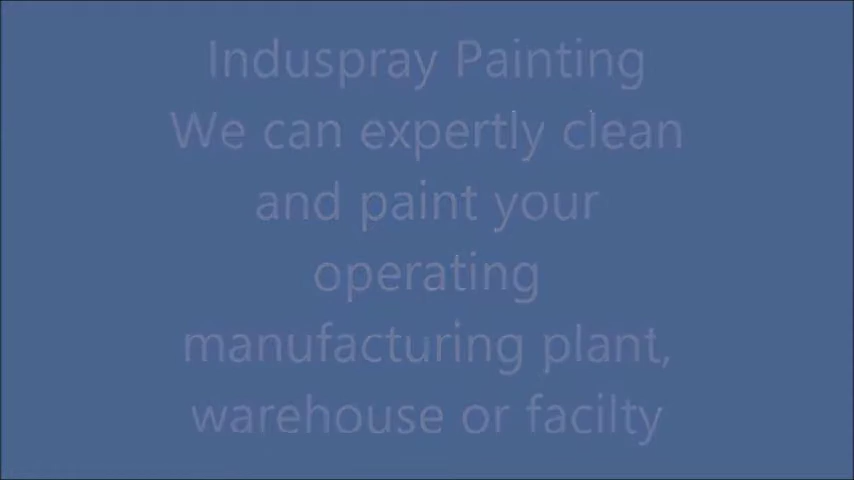 Induspray Painting
We can expertly clean
and paint your
operating
manufacturing plant,
warehouse or facilty